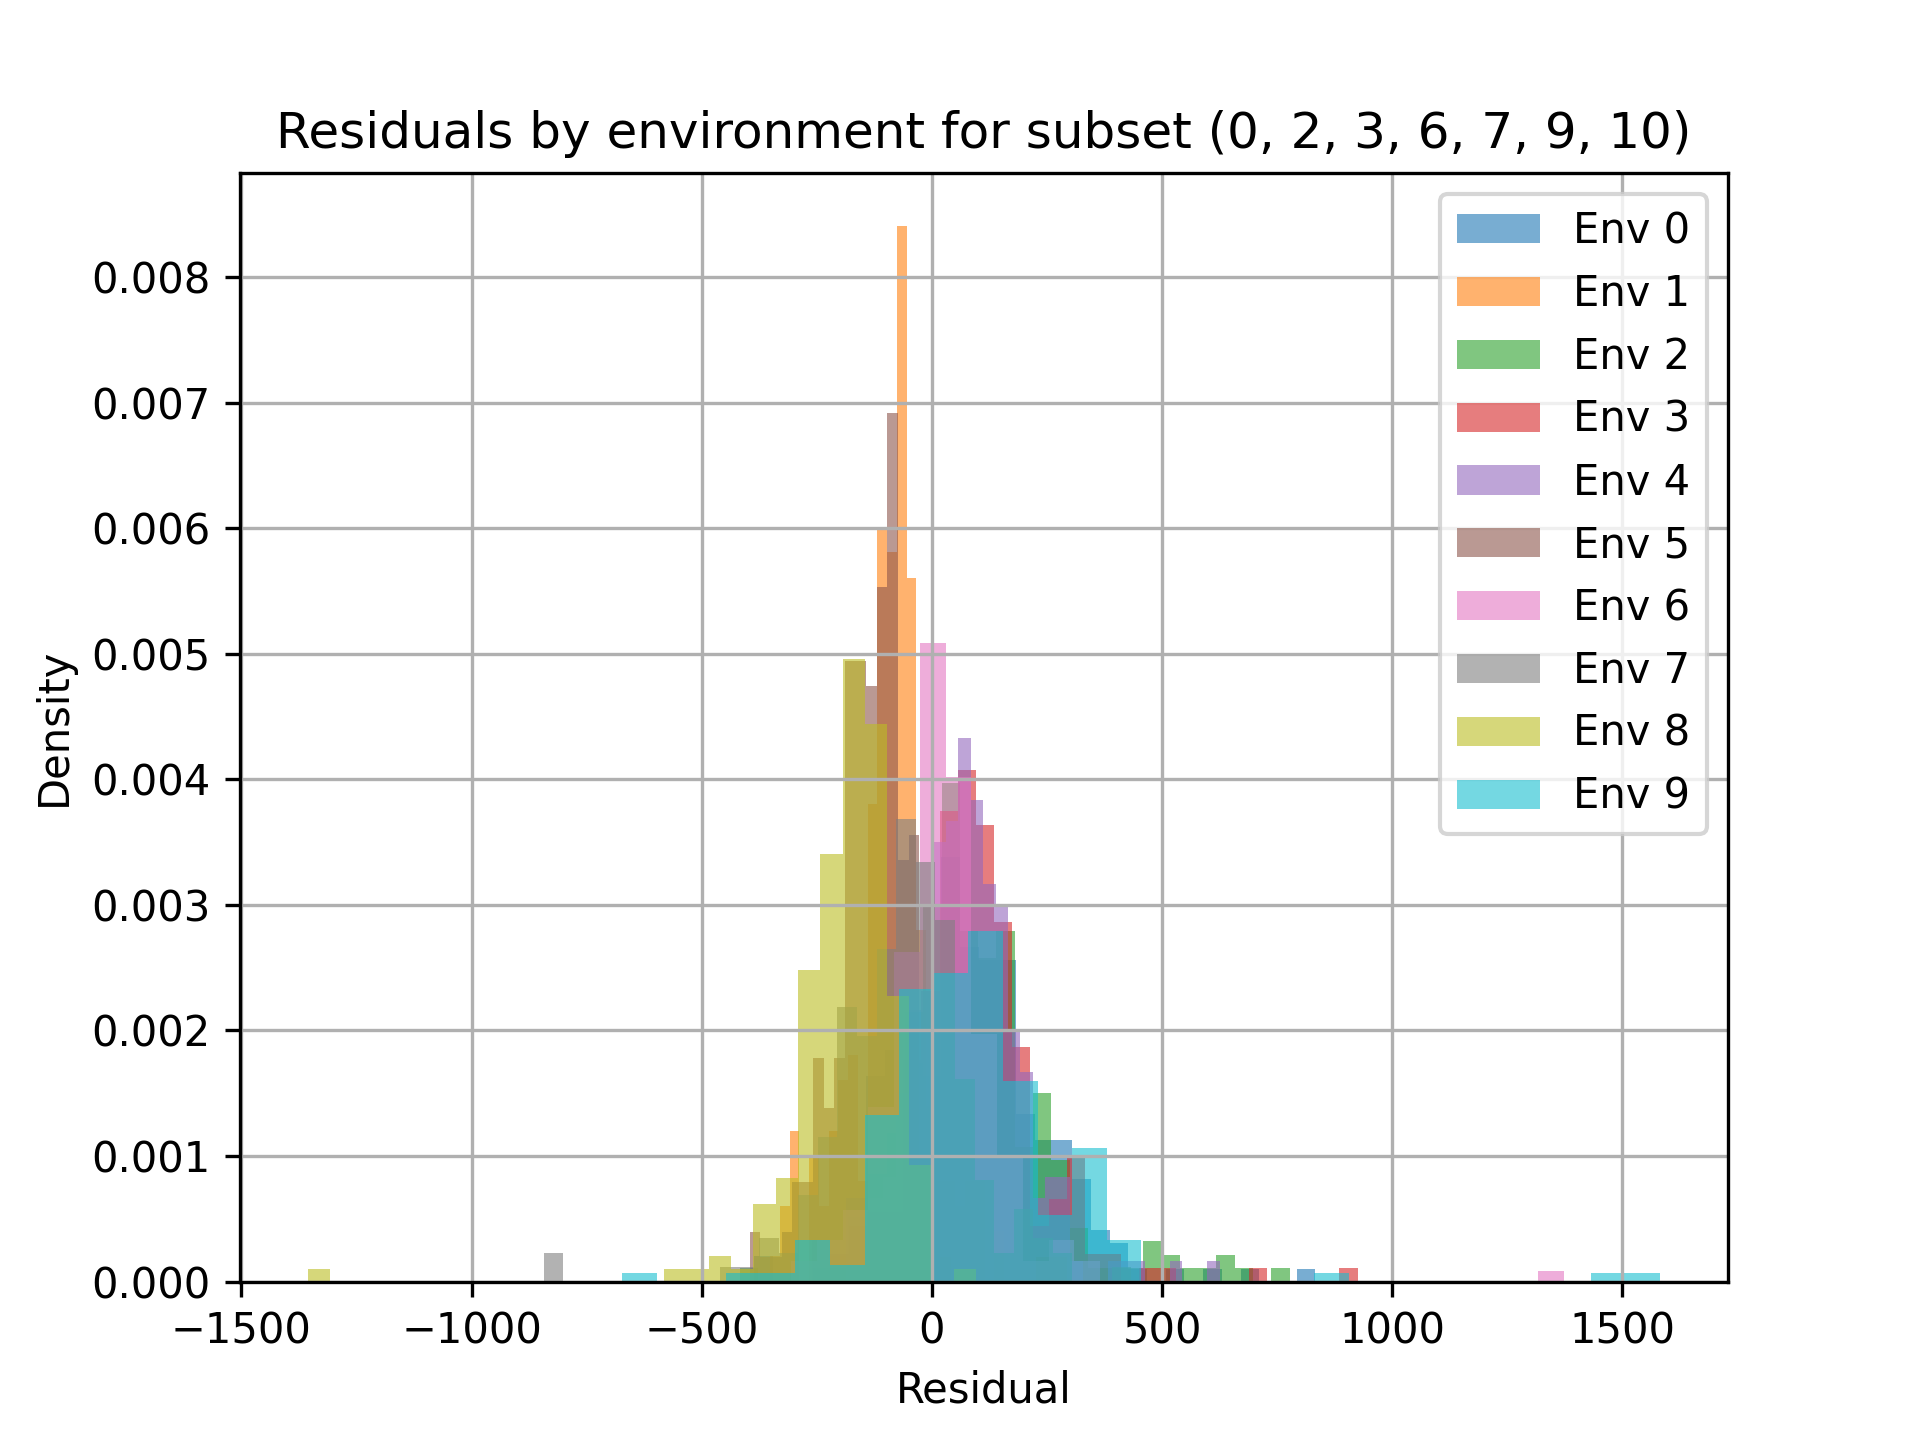 Residuals by environment for subset (0, 2, 3, 6, 7, 9, 10)
Env 0
Env 1
Env 2
Env 3
Env 4
Env 5
Env 6
Env 7
Env 8
Env 9
0.008
0.007
0.006
0.005
0.004
0.003
0.002
0.001
0.000
Density
−1500 −1000 −500 0 500 1000 1500
Residual